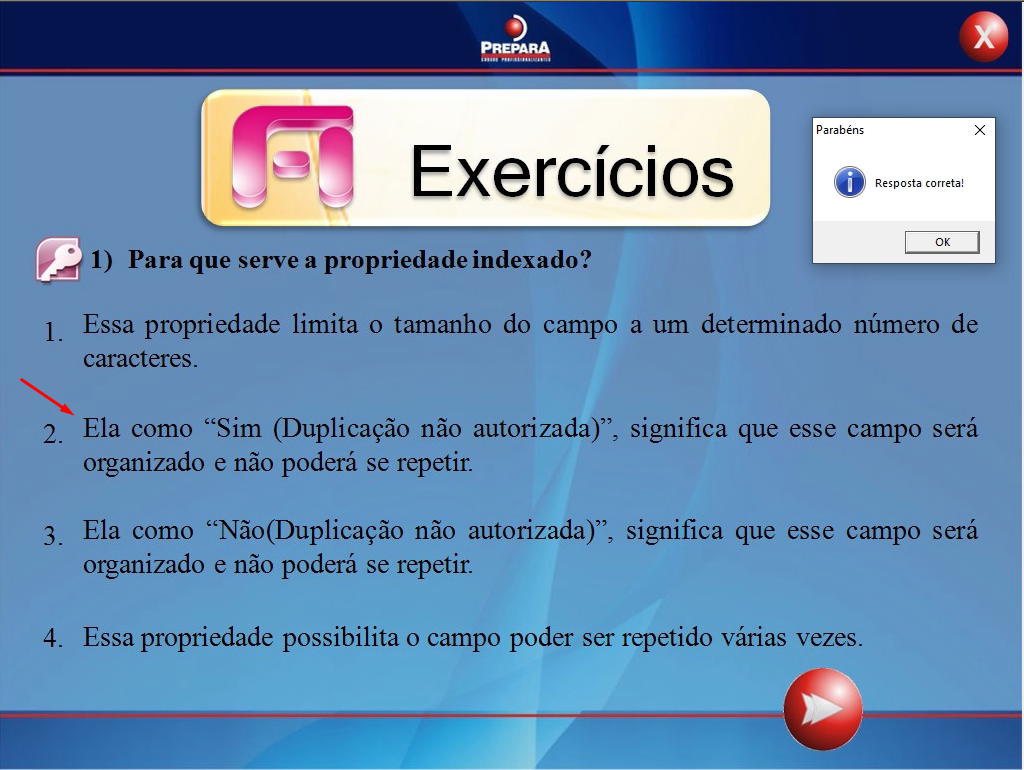 PREPARA
CURSOS PROFISSIONALIZANTES
X
Exercícios
Parabéns
Resposta correta!
OK
1) Para que serve a propriedade indexado?
1. Essa propriedade limita o tamanho do campo a um determinado número de
caracteres.
2. Ela como “Sim (Duplicação não autorizada)”, significa que esse campo será
organizado e não poderá se repetir.
3. Ela como “Não(Duplicação não autorizada)”, significa que esse campo será
organizado e não poderá se repetir.
4. Essa propriedade possibilita o campo poder ser repetido várias vezes.